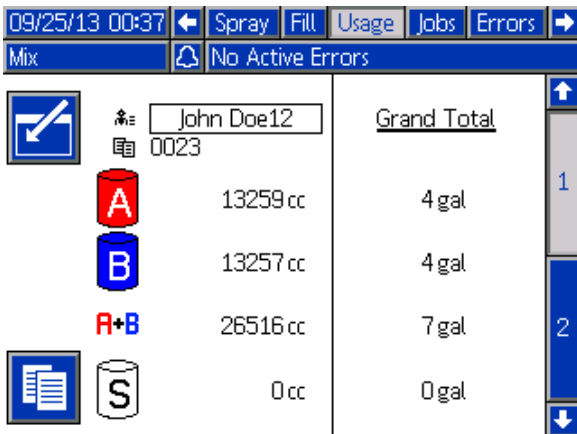 09/25/13 00:37 Spray Fill Usage Jobs Errors
Mix No Active Errors
John Doe12 Grand Total
0023
A 13259 cc 4 gal
1
B 13257 cc 4 gal
A+B 26516 cc 7 gal 2
S 0 cc 0 gal